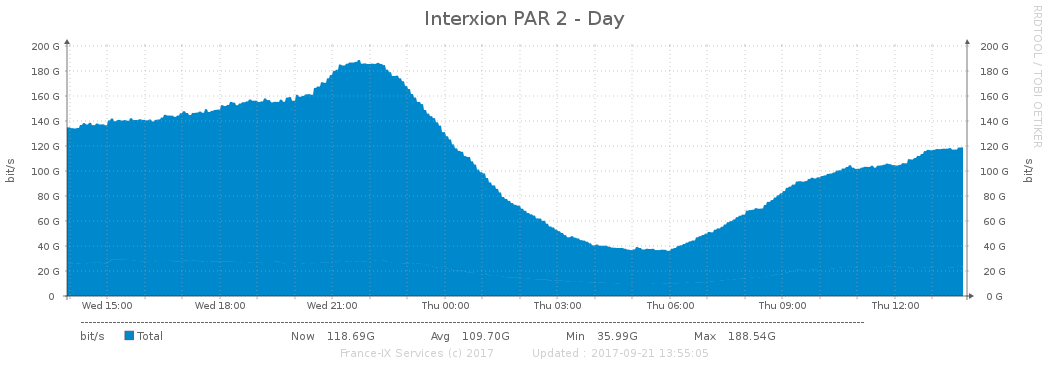 Interxion PAR 2 - Day
RRDTOOL / TOBI OETIKER
200 G 200 G
180 G 180 G
160 G 160 G
140 G 140 G
120 G 120 G
100 G 100 G
80 G 80 G
60 G 60 G
40 G 40 G
20 G 20 G
0 0 G
bit/s bit/s
Wed 15:00 Wed 18:00 Wed 21:00 Thu 00:00 Thu 03:00 Thu 06:00 Thu 09:00 Thu 12:00
bit/s Total Now 118.69G Avg 109.70G Min 35.99G Max 188.54G
France-IX Services (c) 2017 Updated : 2017-09-21 13:55:05